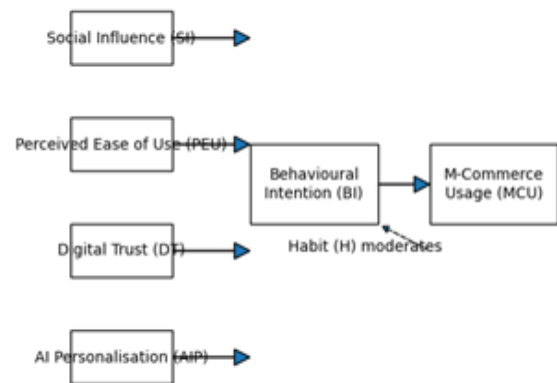 Social Influence (SI)
Perceived Ease of Use (PEU)
Behavioural
Intention (BI)
M-Commerce
Usage (MCU)
Digital Trust (DT)
Habit (H) moderates
AI Personalisation (AIP)